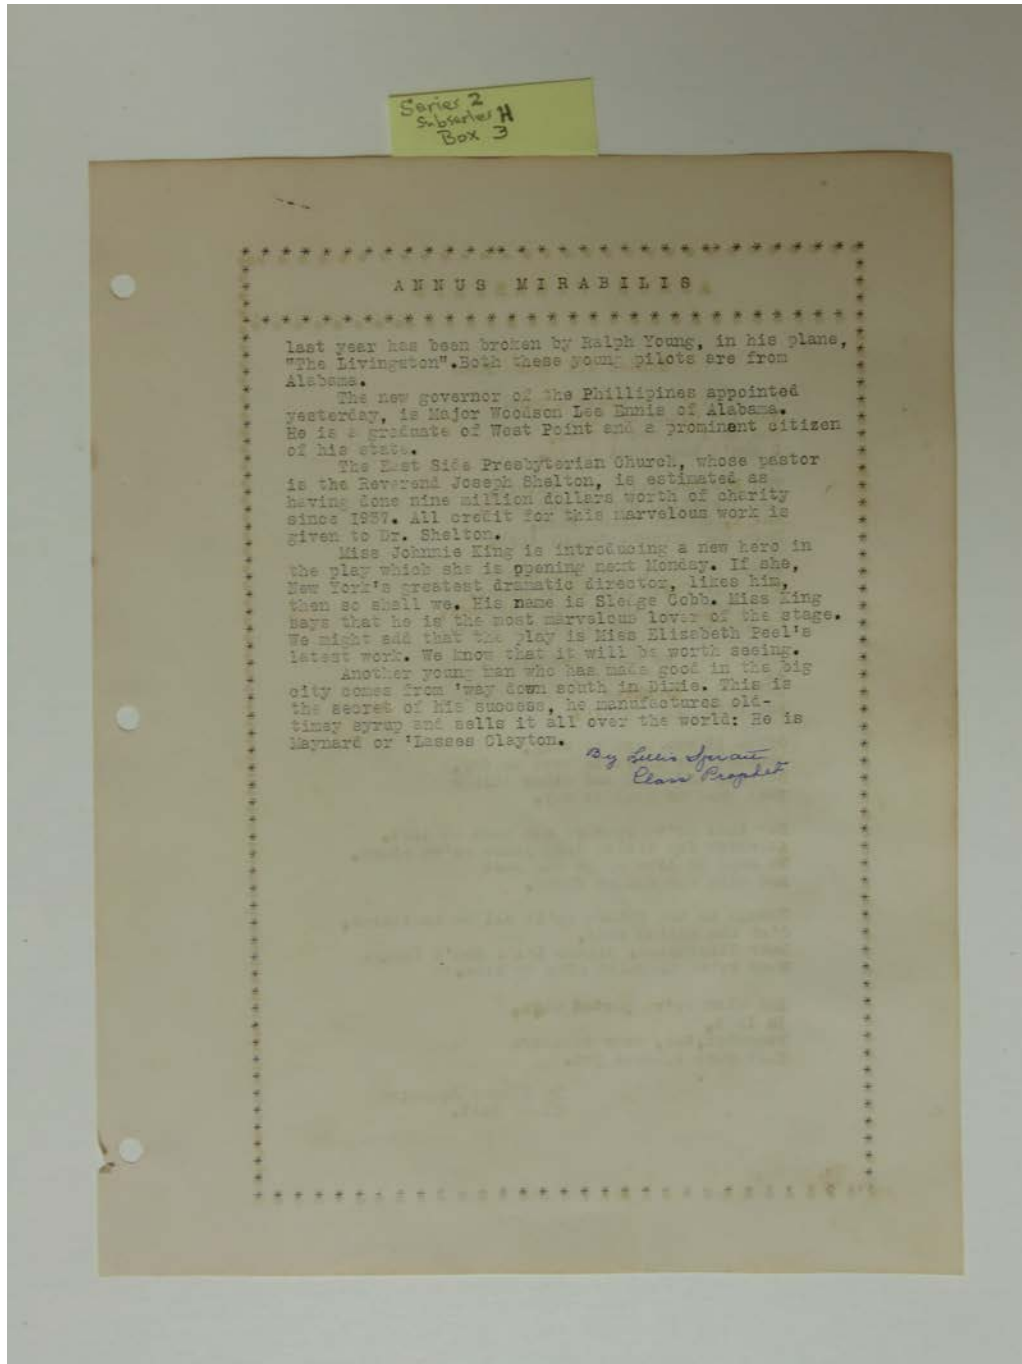 Series 2
Subseries H
Box 3
ANNUS MIRABILIS
last year has been broken by Ralph Young, in his plane,
"The Livingston".Both these young pilots are from
Alabama.
The new governor of the Phillipines appointed
yesterday, is Major Woodson Lee Ennis of Alabama.
He is a graduate of West Point and a prominent citizen
of his state.
The East Side Presbyterian Church, whose pastor
is the Reverend Joseph Shelton, is estimated as
having done nine million dollars worth of charity
since 1937. All credit for this marvelous work is
given to Dr. Shelton.
Miss Johnnie King is introducing a new hero in
the play which she is opening next Monday. If she,
New York's greatest dramatic director, likes him,
then so shall we. His name is Sledge Cobb. Miss King
says that he is the most marvelous lover of the stage.
We might add that the play is Miss Elizabeth Peel's
latest work. We know that it will be worth seeing.
Another young man who has made good in the big
city comes from 'way down south in Dixie. This is
the secret of his success, he manufactures old-
timey syrup and sells it all over the world: He is
Maynard or 'Lasses Clayton.
By
Class Prophet